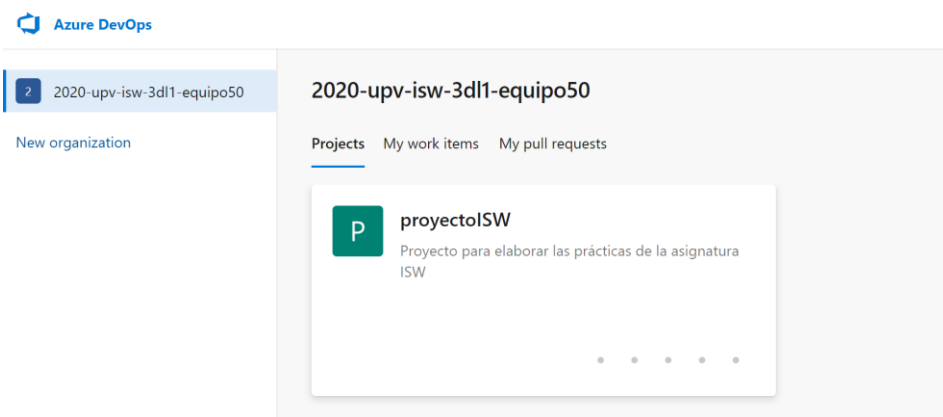 Azure DevOps
2 2020-upv-isw-3dl1-equipo50
New organization
2020-upv-isw-3dl1-equipo50
Projects My work items My pull requests
P proyectoISW
Proyecto para elaborar las prácticas de la asignatura
ISW